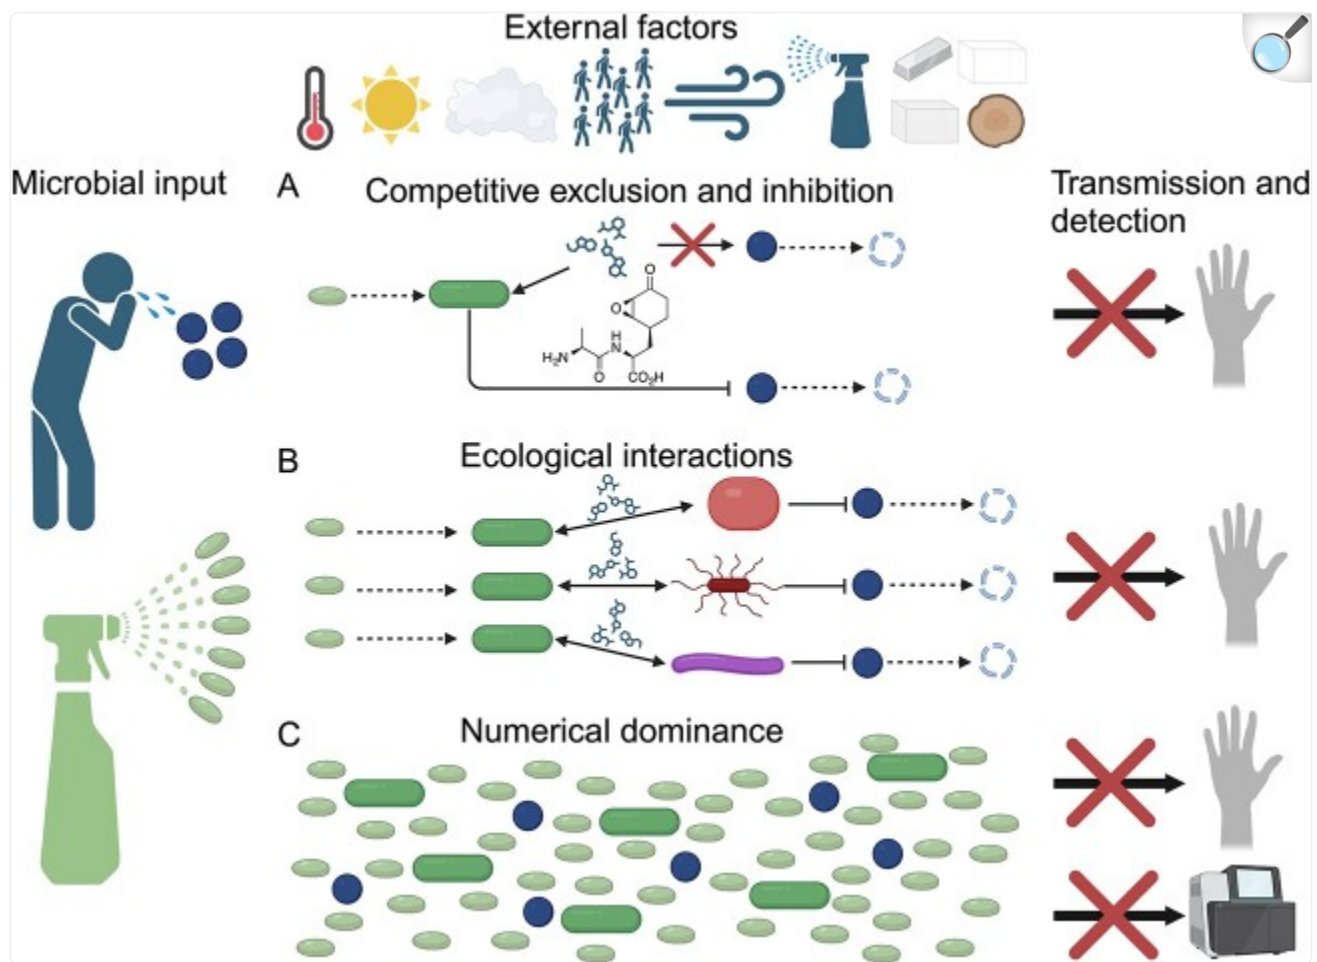 External factors
Microbial input
A
Competitive exclusion and inhibition
Transmission and
detection
O
O
H
N
H₂N
O
CO₂H
B
Ecological interactions
C
Numerical dominance